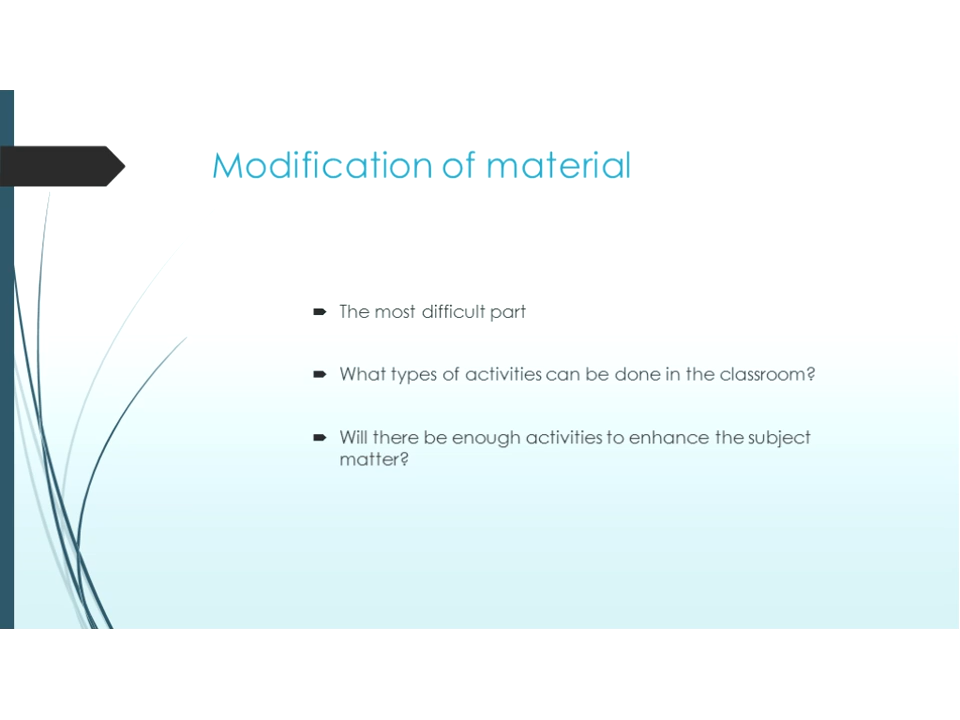 Modification of material
The most difficult part
What types of activities can be done in the classroom?
Will there be enough activities to enhance the subject
matter?